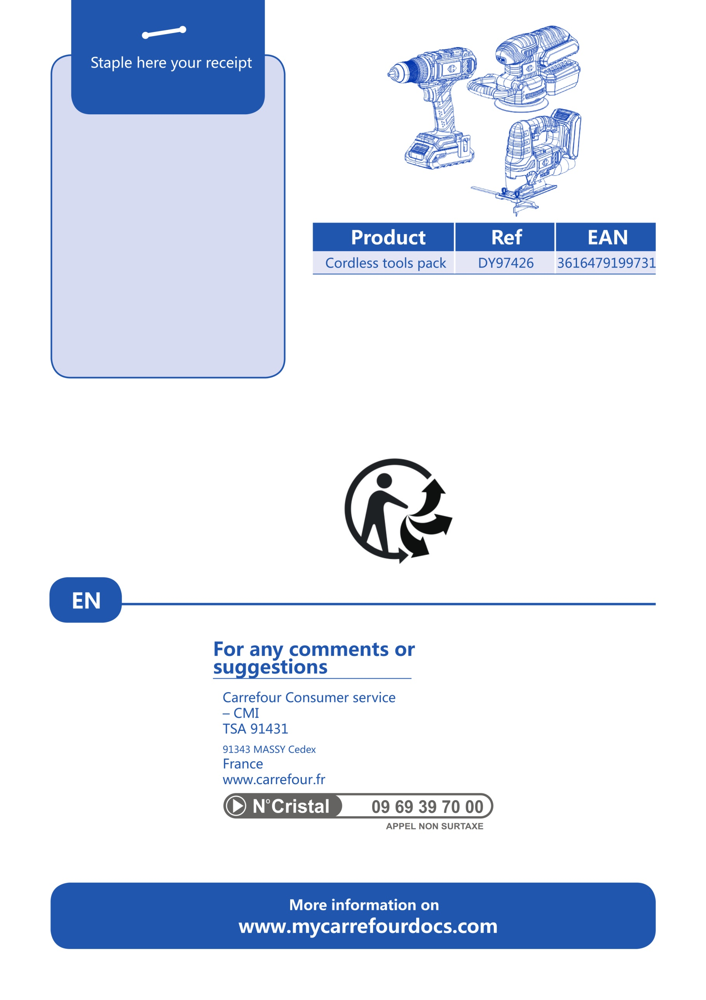 Staple here your receipt
Product Ref EAN
Cordless tools pack DY97426 3616479199731
EN
For any comments or
suggestions
Carrefour Consumer service
– CMI
TSA 91431
91343 MASSY Cedex
France
www.carrefour.fr
N°Cristal 09 69 39 70 00
APPEL NON SURTAXE
More information on
www.mycarrefourdocs.com